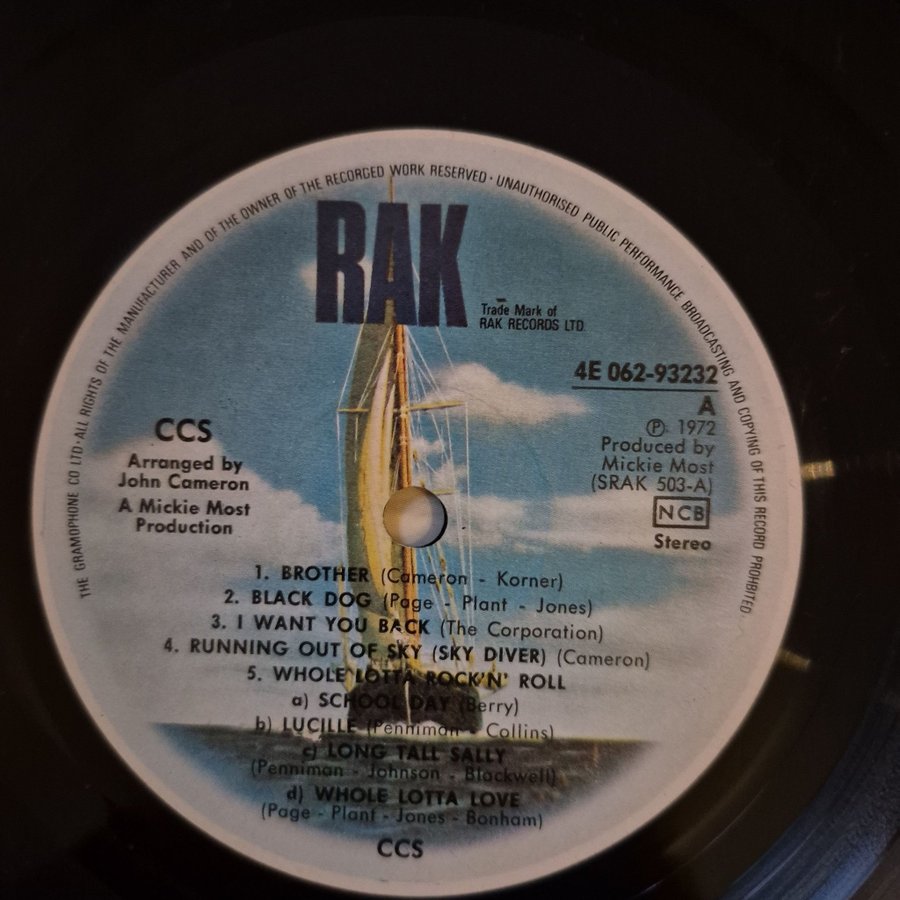 THE GRAMOPHONE CO LTD · ALL RIGHTS OF THE MANUFACTURER AND OF THE OWNER OF THE RECORDED WORK RESERVED · UNAUTHORISED PUBLIC PERFORMANCE BROADCASTING AND COPYING OF THIS RECORD PROHIBITED
RAK
Trade Mark of
RAK RECORDS LTD.
4E 062-93232
A
Ⓟ 1972
Produced by
Mickie Most
(SRAK 503-A)
NCB
Stereo
CCS
Arranged by
John Cameron
A Mickie Most
Production
1. BROTHER (Cameron - Korner)
2. BLACK DOG (Page - Plant - Jones)
3. I WANT YOU BACK (The Corporation)
4. RUNNING OUT OF SKY (SKY DIVER) (Cameron)
5. WHOLE LOTTA ROCK'N' ROLL
a) SCHOOL DAY (Berry)
b) LUCILLE (Penniman - Collins)
c) LONG TALL SALLY
(Penniman - Johnson - Blackwell)
d) WHOLE LOTTA LOVE
(Page - Plant - Jones - Bonham)
CCS